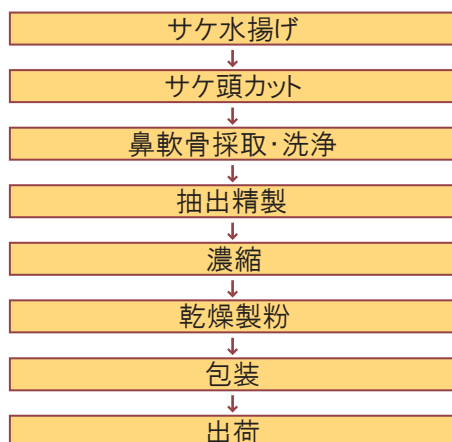 サケ水揚げ
↓
サケ頭カット
↓
鼻軟骨採取・洗浄
↓
抽出精製
↓
濃縮
↓
乾燥製粉
↓
包装
↓
出荷